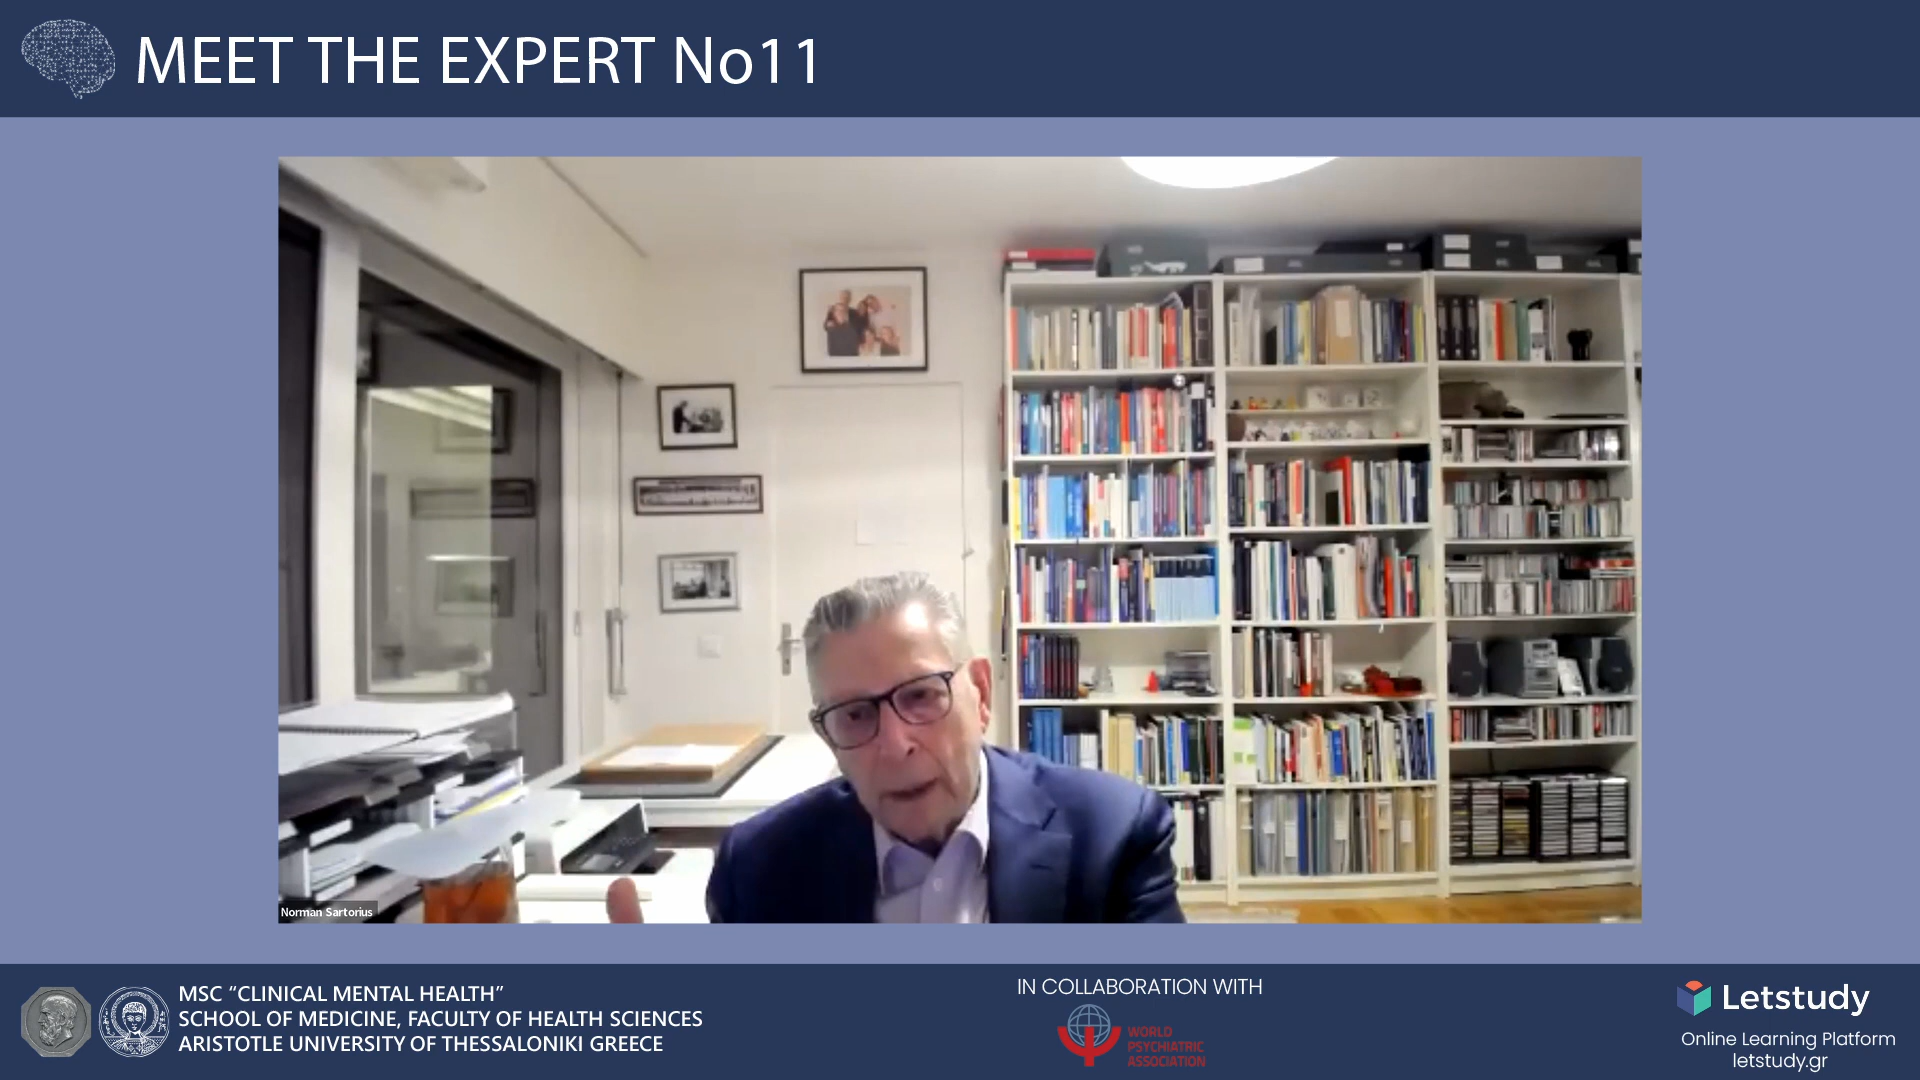 MEET THE EXPERT No11
Norman Sartorius
MSC “CLINICAL MENTAL HEALTH”
SCHOOL OF MEDICINE, FACULTY OF HEALTH SCIENCES
ARISTOTLE UNIVERSITY OF THESSALONIKI GREECE
IN COLLABORATION WITH
WORLD
PSYCHIATRIC
ASSOCIATION
Letstudy
Online Learning Platform
letstudy.gr